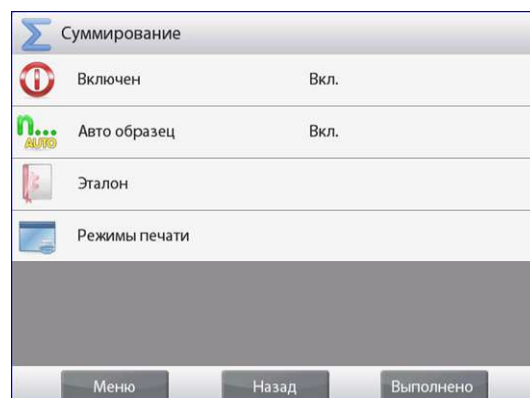 Суммирование
Включен Вкл.
n... AUTO Авто образец Вкл.
Эталон
Режимы печати
Меню Назад Выполнено